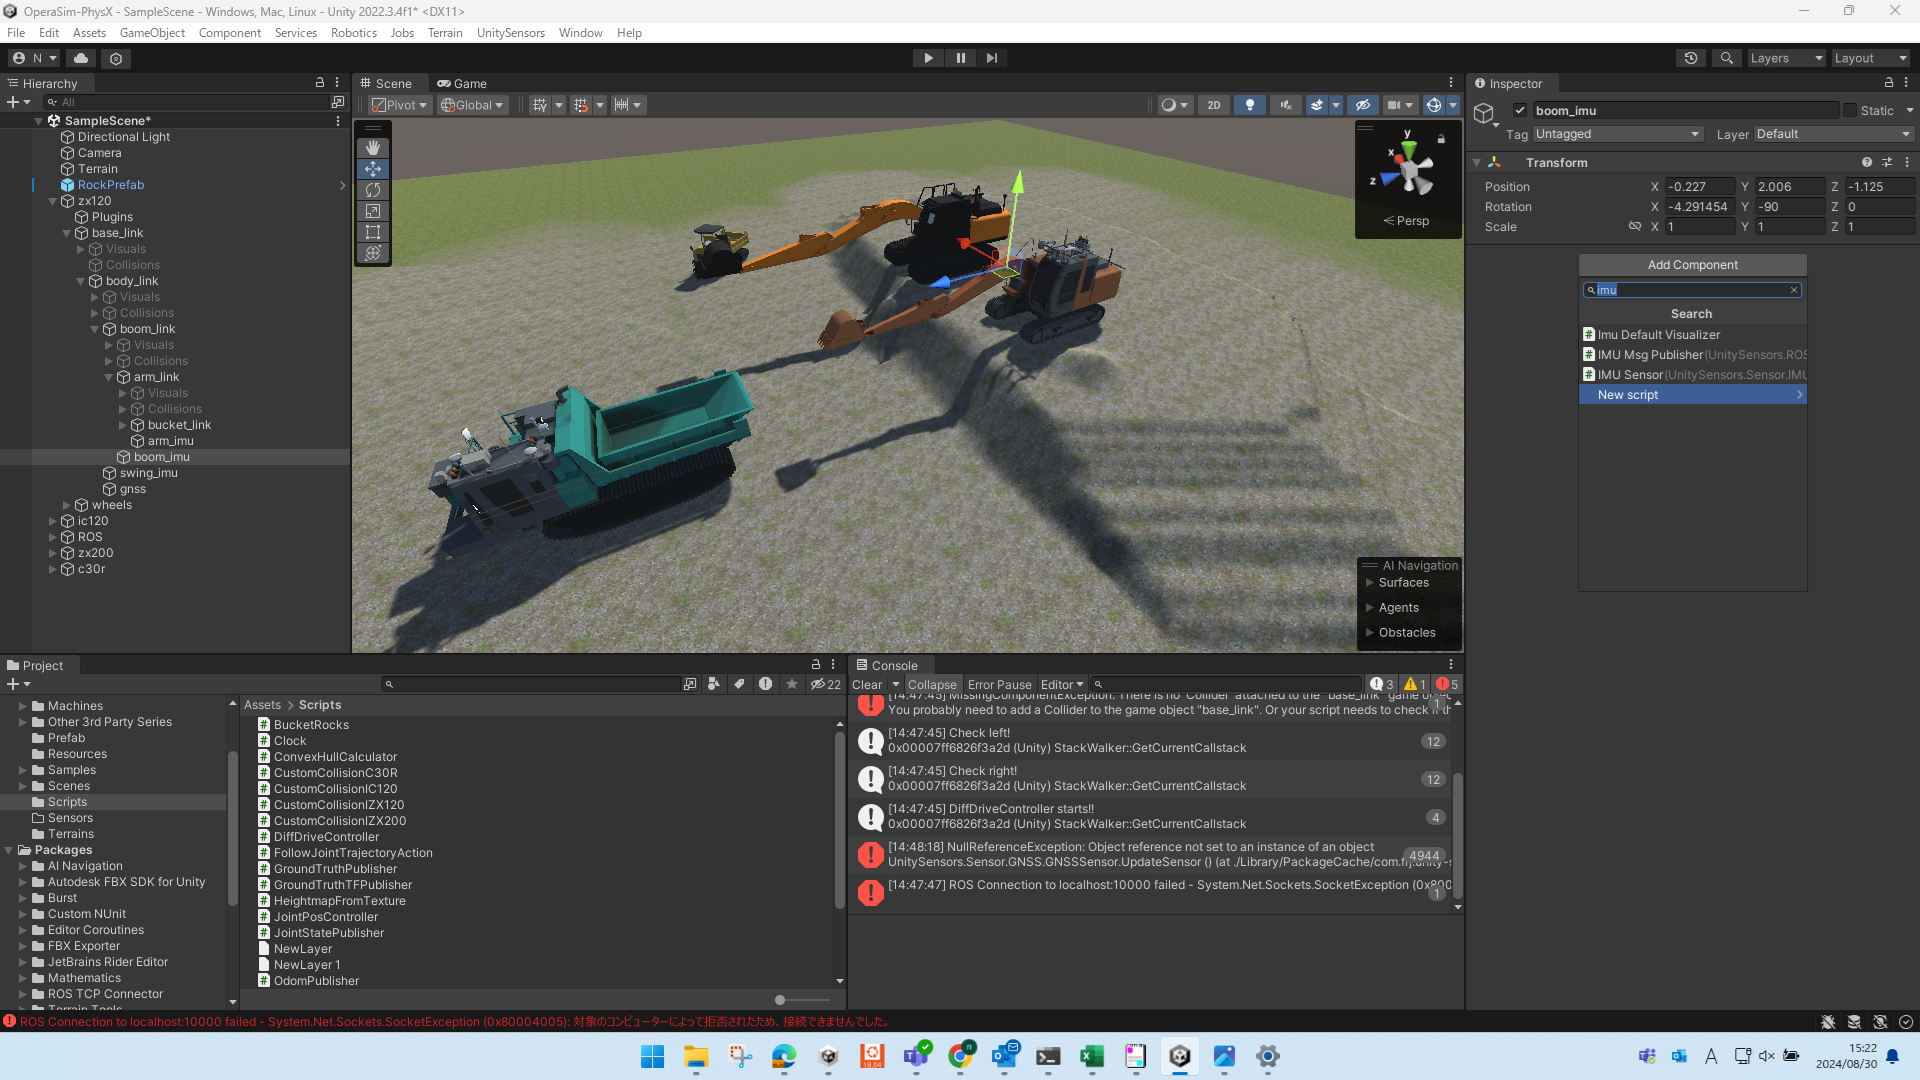 OperaSim-PhysX - SampleScene - Windows, Mac, Linux - Unity 2022.3.4f1* <DX11>
File Edit Assets GameObject Component Services Robotics Jobs Terrain UnitySensors Window Help
N Layers Layout
Hierarchy
All
SampleScene*
Directional Light
Camera
Terrain
RockPrefab
zx120
Plugins
base_link
Visuals
Collisions
body_link
Visuals
Collisions
boom_link
Visuals
Collisions
arm_link
Visuals
Collisions
bucket_link
arm_imu
boom_imu
swing_imu
gnss
wheels
ic120
ROS
zx200
c30r
Scene Game
Pivot Global 2D
y
x
z
Persp
AI Navigation
Surfaces
Agents
Obstacles
Inspector
boom_imu Static
Tag Untagged Layer Default
Transform
Position X -0.227 Y 2.006 Z -1.125
Rotation X -4.291454 Y -90 Z 0
Scale X 1 Y 1 Z 1
Add Component
imu
Search
Imu Default Visualizer
IMU Msg Publisher(UnitySensors.ROS
IMU Sensor(UnitySensors.Sensor.IMU
New script
Project
22
Machines
Other 3rd Party Series
Prefab
Resources
Samples
Scenes
Scripts
Sensors
Terrains
Packages
AI Navigation
Autodesk FBX SDK for Unity
Burst
Custom NUnit
Editor Coroutines
FBX Exporter
JetBrains Rider Editor
Mathematics
ROS TCP Connector
Terrain Tools
Assets > Scripts
BucketRocks
Clock
ConvexHullCalculator
CustomCollisionC30R
CustomCollisionIC120
CustomCollisionIZX120
CustomCollisionIZX200
DiffDriveController
FollowJointTrajectoryAction
GroundTruthPublisher
GroundTruthTFPublisher
HeightmapFromTexture
JointPosController
JointStatePublisher
NewLayer
NewLayer 1
OdomPublisher
Console
Clear Collapse Error Pause Editor 3 1 5
[14:47:45] MissingComponentException: There is no 'Collider' attached to the "base_link" game obje
You probably need to add a Collider to the game object "base_link". Or your script needs to check if th
1
[14:47:45] Check left!
0x00007ff6826f3a2d (Unity) StackWalker::GetCurrentCallstack
12
[14:47:45] Check right!
0x00007ff6826f3a2d (Unity) StackWalker::GetCurrentCallstack
12
[14:47:45] DiffDriveController starts!!
0x00007ff6826f3a2d (Unity) StackWalker::GetCurrentCallstack
4
[14:48:18] NullReferenceException: Object reference not set to an instance of an object
UnitySensors.Sensor.GNSS.GNSSSensor.UpdateSensor () (at ./Library/PackageCache/com.frj.unity-s
4944
[14:47:47] ROS Connection to localhost:10000 failed - System.Net.Sockets.SocketException (0x800
1
ROS Connection to localhost:10000 failed - System.Net.Sockets.SocketException (0x80004005): 対象のコンピューターによって拒否されたため、接続できませんでした。
18.04
A
15:22
2024/08/30